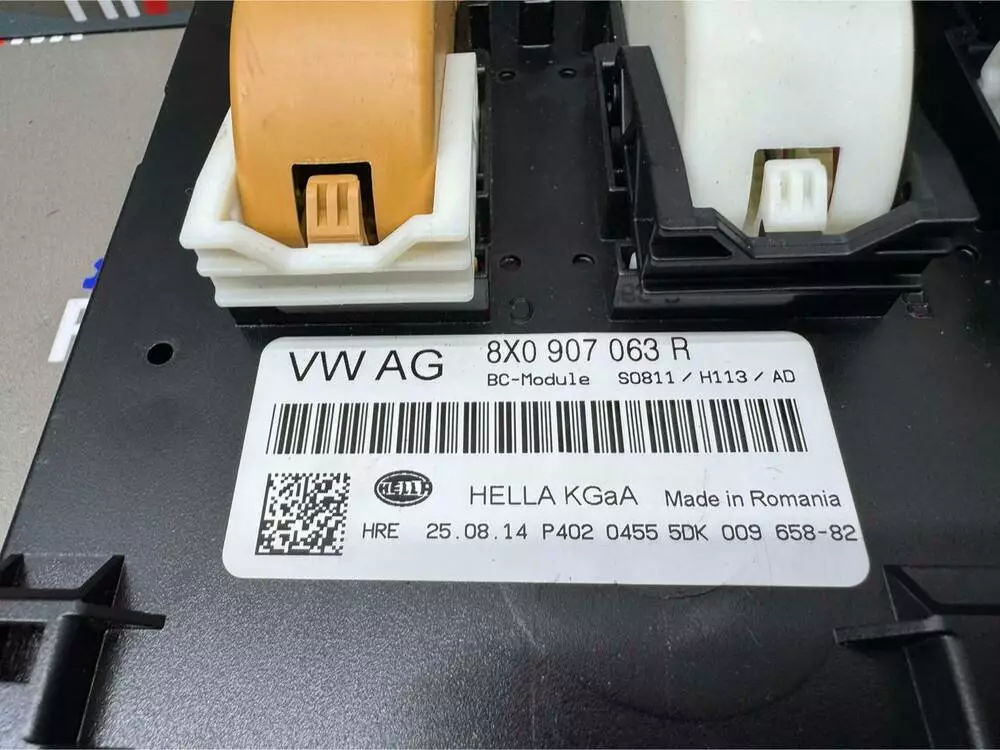 VW AG
8X0 907 063 R
BC-Module S0811 / H113 / AD
HELLA
HELLA KGaA Made in Romania
HRE 25.08.14 P402 0455 5DK 009 658-82